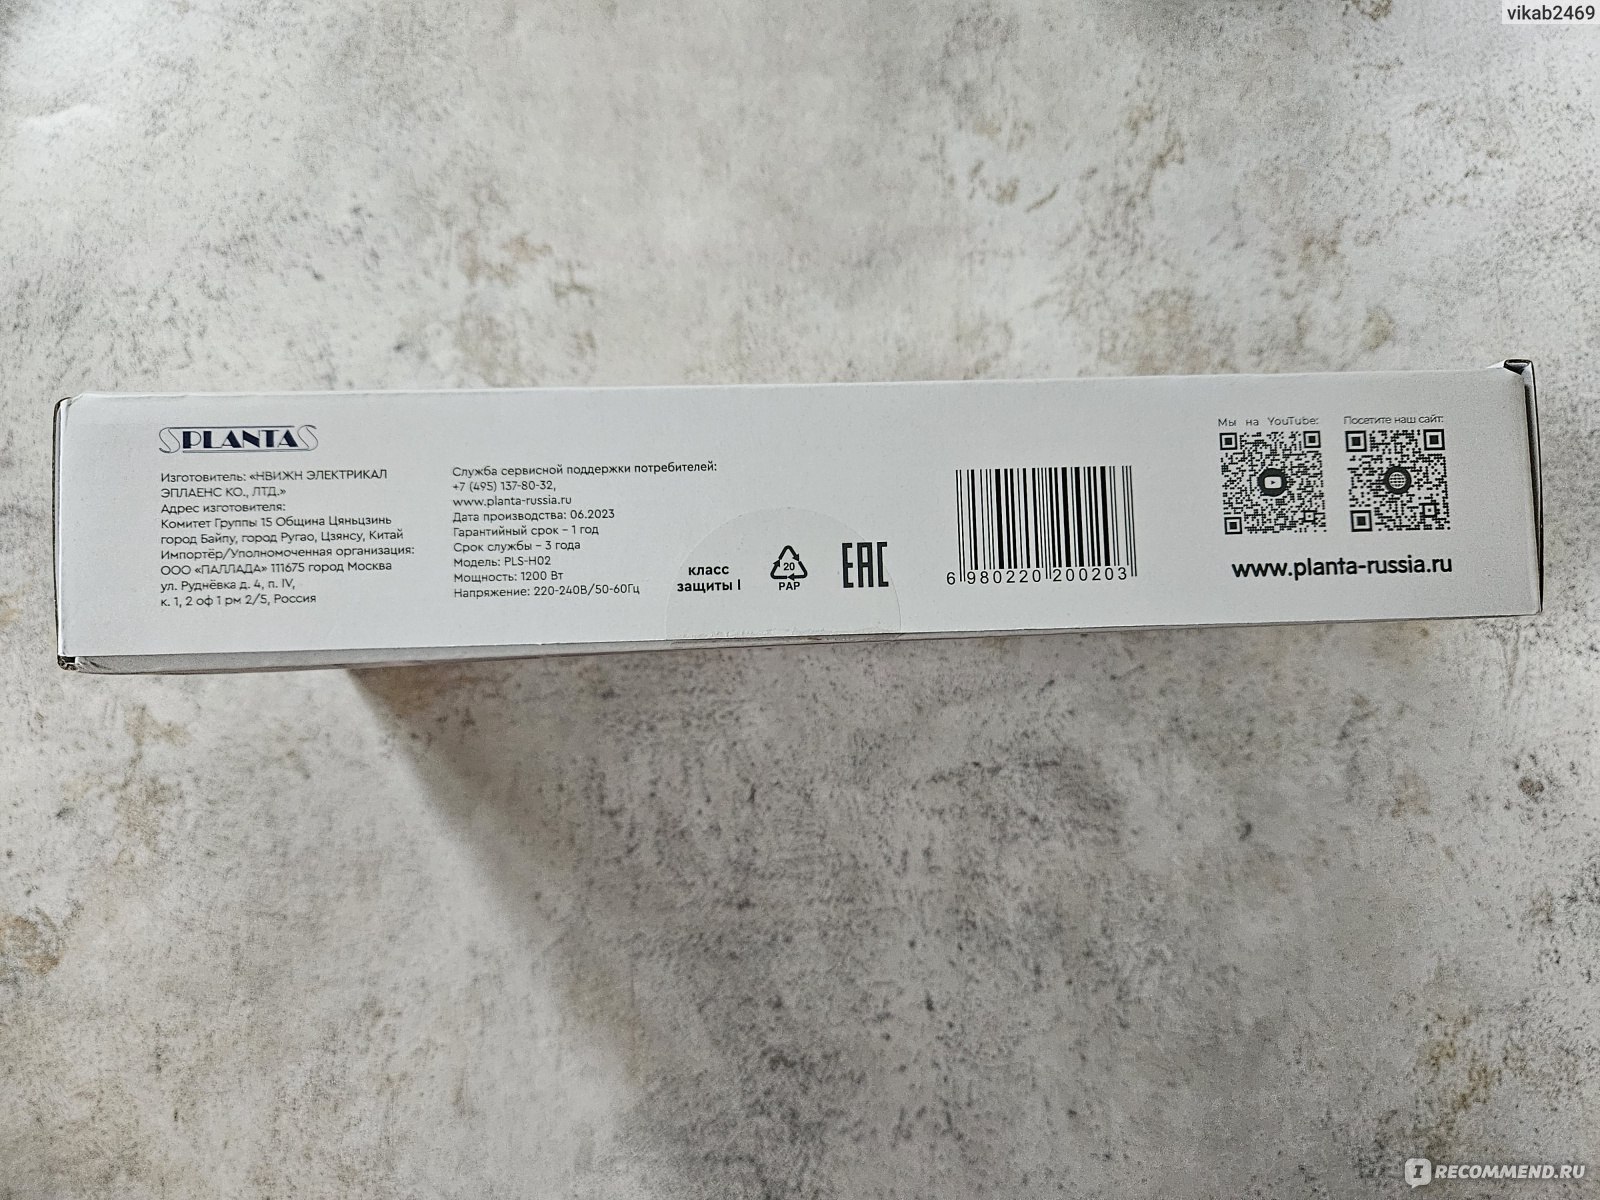 vikab2469
PLANTA
Изготовитель: «НВИЖН ЭЛЕКТРИКАЛ
ЭПЛАЕНС КО., ЛТД.»
Адрес изготовителя:
Комитет Группы 15 Община Цяньцзинь
город Байпу, город Ругао, Цзянсу, Китай
Импортёр/Уполномоченная организация:
ООО «ПАЛЛАДА» 111675 город Москва
ул. Руднёвка д. 4, п. IV,
к. 1, 2 оф 1 рм 2/5, Россия
Служба сервисной поддержки потребителей:
+7 (495) 137-80-32,
www.planta-russia.ru
Дата производства: 06.2023
Гарантийный срок – 1 год
Срок службы – 3 года
Модель: PLS-H02
Мощность: 1200 Вт
Напряжение: 220-240В/50-60Гц
класс
защиты I
20
PAP
EAC
6 980220 200203
Мы на YouTube:
Посетите наш сайт:
www.planta-russia.ru
IRECOMMEND.RU